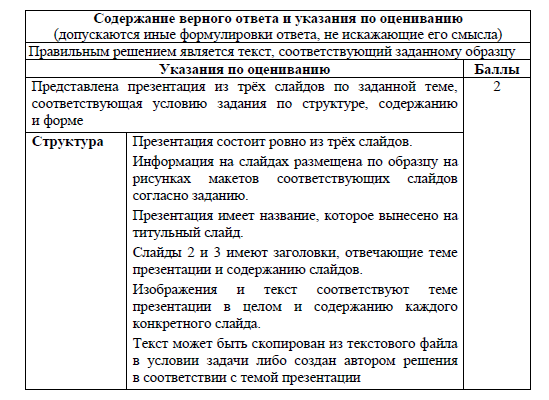 Содержание верного ответа и указания по оцениванию
(допускаются иные формулировки ответа, не искажающие его смысла)
Правильным решением является текст, соответствующий заданному образцу
Указания по оцениванию Баллы
Представлена презентация из трёх слайдов по заданной теме, 2
соответствующая условию задания по структуре, содержанию
и форме
Структура Презентация состоит ровно из трёх слайдов.
Информация на слайдах размещена по образцу на
рисунках макетов соответствующих слайдов
согласно заданию.
Презентация имеет название, которое вынесено на
титульный слайд.
Слайды 2 и 3 имеют заголовки, отвечающие теме
презентации и содержанию слайдов.
Изображения и текст соответствуют теме
презентации в целом и содержанию каждого
конкретного слайда.
Текст может быть скопирован из текстового файла
в условии задачи либо создан автором решения
в соответствии с темой презентации